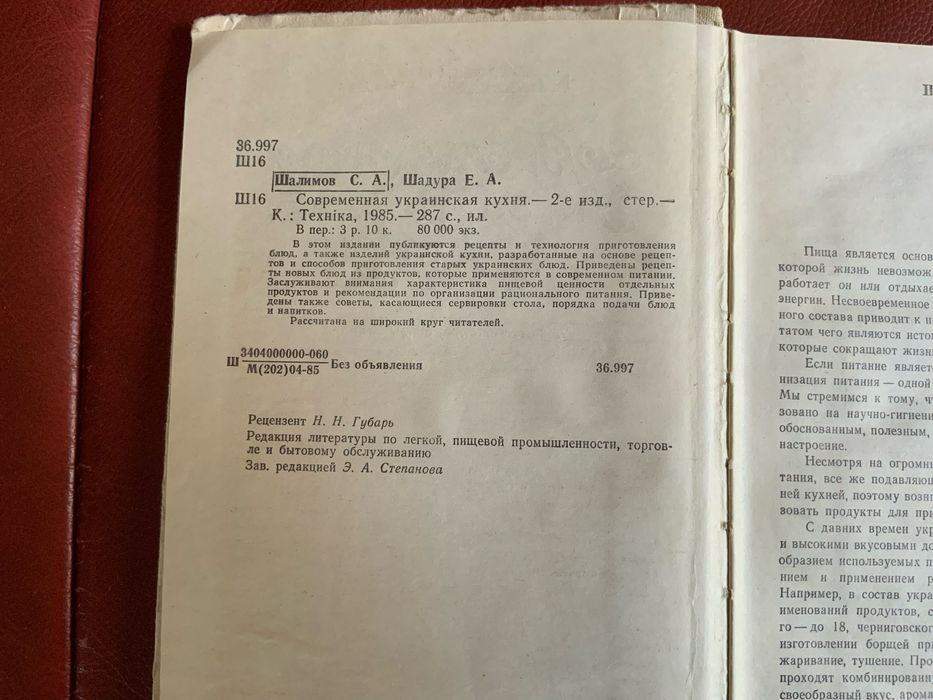 36.997
Ш16
Шалимов С. А., Шадура Е. А.
Ш16 Современная украинская кухня.— 2-е изд., стер.—
К.: Техніка, 1985.— 287 с., ил.
В пер.: 3 р. 10 к. 80 000 экз.
В этом издании публикуются рецепты и технология приготовления
блюд, а также изделий украинской кухни, разработанные на основе рецеп-
тов и способов приготовления старых украинских блюд. Приведены рецеп-
ты новых блюд из продуктов, которые применяются в современном питании.
Заслуживают внимания характеристика пищевой ценности отдельных
продуктов и рекомендации по организации рационального питания. Приве-
дены также советы, касающиеся сервировки стола, порядка подачи блюд
и напитков.
Рассчитана на широкий круг читателей.
Ш 3404000000-060
М(202)04-85 Без объявления 36.997
Рецензент Н. Н. Губарь
Редакция литературы по легкой, пищевой промышленности, торгов-
ле и бытовому обслуживанию
Зав. редакцией Э. А. Степанова
Пища является основ
которой жизнь невозмож
работает он или отдыхае
энергии. Несвоевременное
ного состава приводит к н
татом чего являются исто
которые сокращают жизн
Если питание являет
низация питания — одной
Мы стремимся к тому, ч
зовано на научно-гигиен
обоснованным, полезным,
настроение.
Несмотря на огромны
тания, все же подавляющ
ней кухней, поэтому возни
вовать продукты для при
С давних времен укр
и высокими вкусовыми до
образием используемых п
нием и применением р
Например, в состав укра
именований продуктов, с
го — до 18, черниговског
изготовлении борщей при
жаривание, тушение. Про
проходят комбинированну
своеобразный вкус, арома